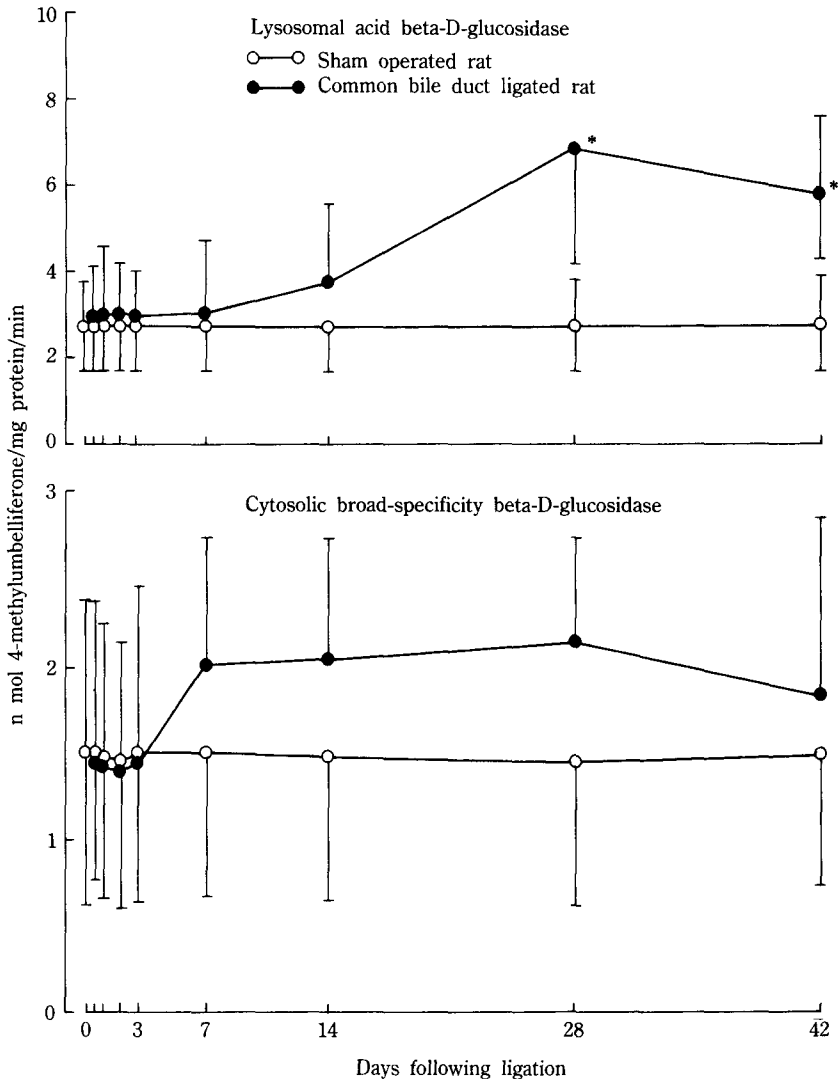 10
8
6
4
2
0
Lysosomal acid beta-D-glucosidase
Sham operated rat
Common bile duct ligated rat
*
*
n mol 4-methylumbelliferone/mg protein/min
3
2
1
0
Cytosolic broad-specificity beta-D-glucosidase
0 3 7 14 28 42
Days following ligation